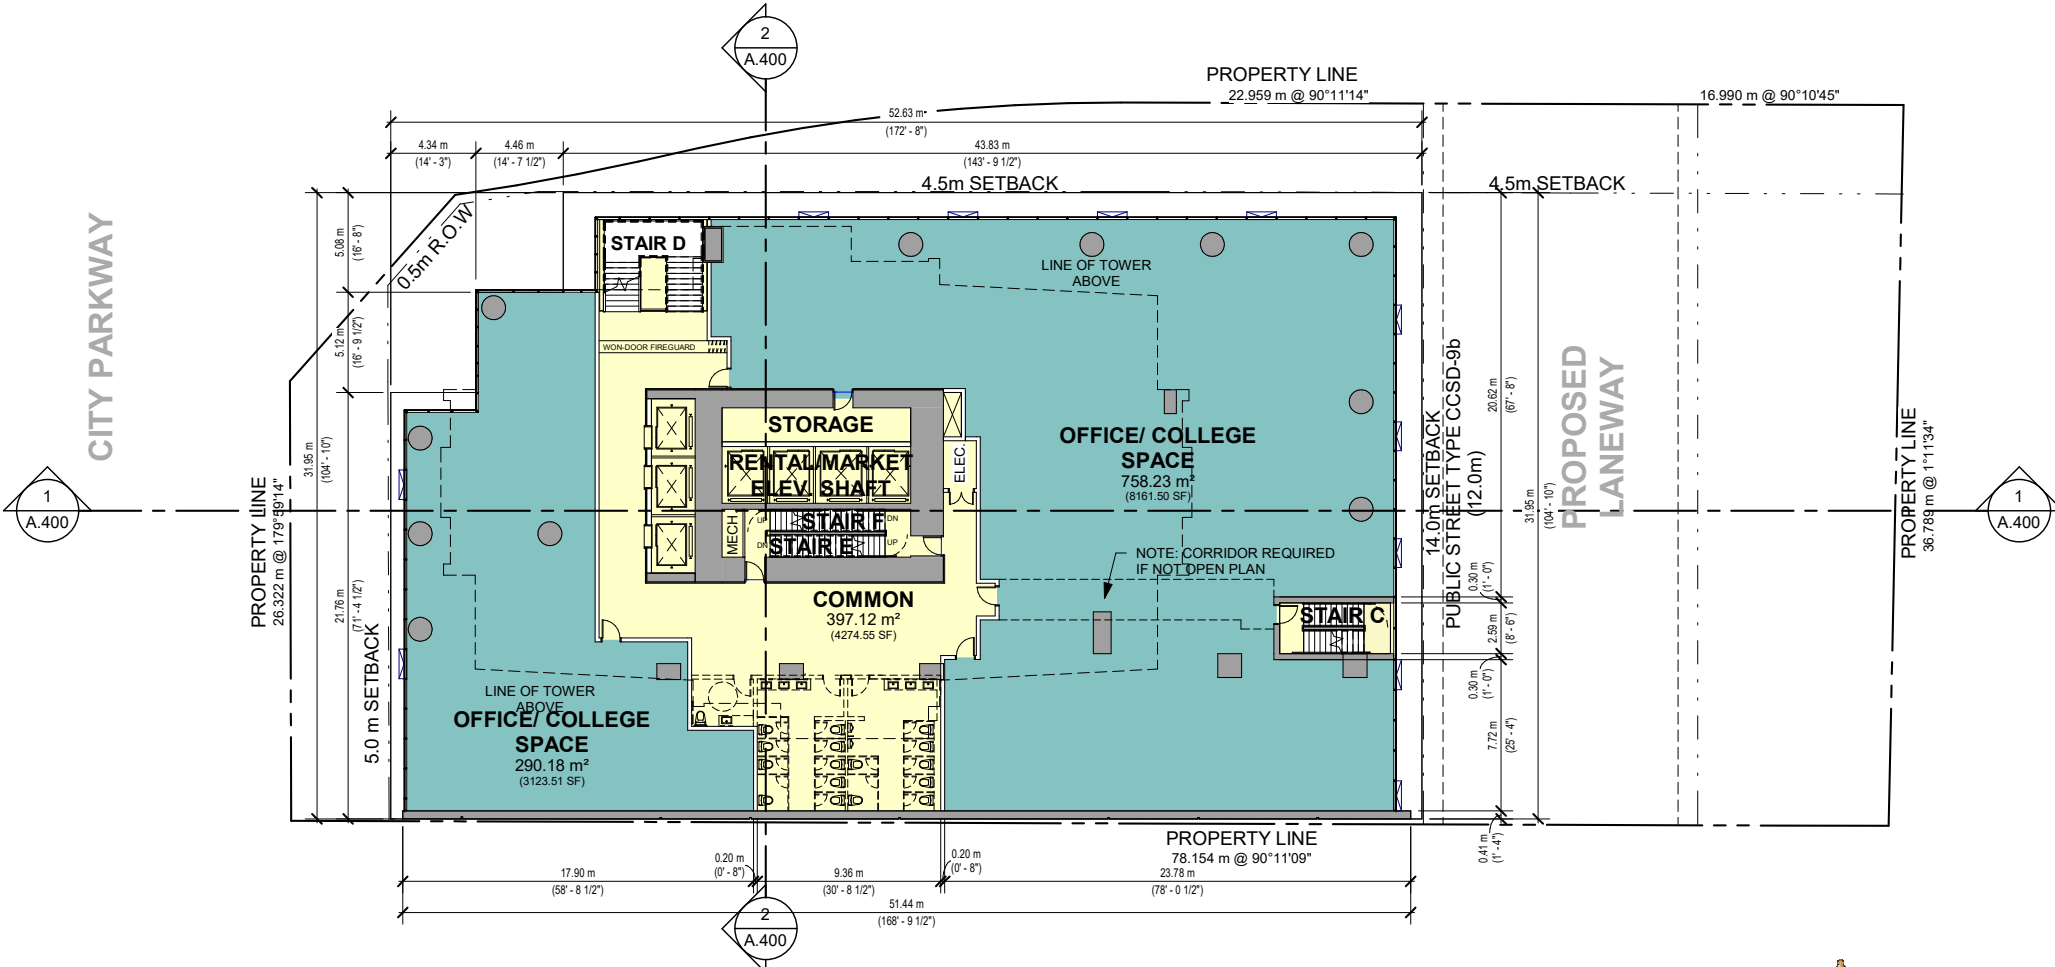 2
A.400
PROPERTY LINE
22.959 m @ 90°11'14"
16.990 m @ 90°10'45"
52.63 m
(172' - 8")
4.34 m
(14' - 3")
4.46 m
(14' - 7 1/2")
43.83 m
(143' - 9 1/2")
4.5m SETBACK
4.5m SETBACK
0.5m R.O.W
CITY PARKWAY
5.08 m
(16' - 8")
5.12 m
(16' - 9 1/2")
31.95 m
(104' - 10")
21.76 m
(71' - 4 1/2")
PROPERTY LINE
26.322 m @ 179°59'14"
5.0 m SETBACK
1
A.400
STAIR D
WON-DOOR FIREGUARD
LINE OF TOWER
ABOVE
STORAGE
RENTAL/MARKET
ELEV. SHAFT
ELEC.
MECH
UP
DN
STAIR F
DN
STAIR E
UP
OFFICE/ COLLEGE
SPACE
758.23 m²
(8161.50 SF)
NOTE: CORRIDOR REQUIRED
IF NOT OPEN PLAN
COMMON
397.12 m²
(4274.55 SF)
STAIR C
LINE OF TOWER
ABOVE
OFFICE/ COLLEGE
SPACE
290.18 m²
(3123.51 SF)
14.0m SETBACK
PUBLIC STREET TYPE CCSD-9b
(12.0m)
20.62 m
(67' - 8")
31.95 m
(104' - 10")
0.30 m
(1' - 0")
2.59 m
(8' - 6")
0.30 m
(1' - 0")
7.72 m
(25' - 4")
0.41 m
(1' - 4")
PROPOSED
LANEWAY
PROPERTY LINE
36.789 m @ 1°11'34"
1
A.400
PROPERTY LINE
78.154 m @ 90°11'09"
17.90 m
(58' - 8 1/2")
0.20 m
(0' - 8")
9.36 m
(30' - 8 1/2")
0.20 m
(0' - 8")
23.78 m
(78' - 0 1/2")
51.44 m
(168' - 9 1/2")
2
A.400